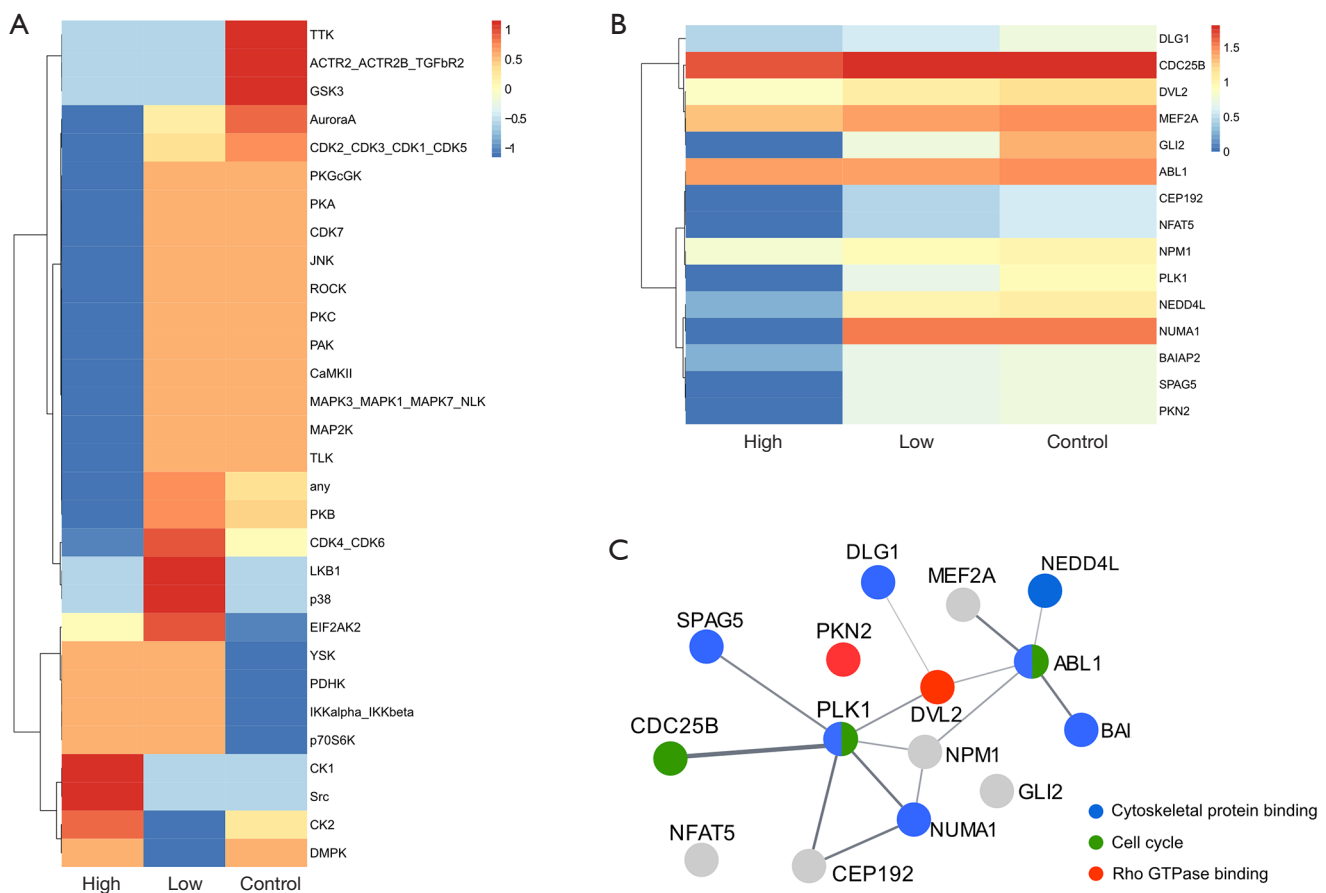 A
TTK
ACTR2_ACTR2B_TGFbR2
GSK3
AuroraA
CDK2_CDK3_CDK1_CDK5
PKGcGK
PKA
CDK7
JNK
ROCK
PKC
PAK
CaMKII
MAPK3_MAPK1_MAPK7_NLK
MAP2K
TLK
any
PKB
CDK4_CDK6
LKB1
p38
EIF2AK2
YSK
PDHK
IKKalpha_IKKbeta
p70S6K
CK1
Src
CK2
DMPK
1
0.5
0
−0.5
−1
High Low Control
B
DLG1
CDC25B
DVL2
MEF2A
GLI2
ABL1
CEP192
NFAT5
NPM1
PLK1
NEDD4L
NUMA1
BAIAP2
SPAG5
PKN2
1.5
1
0.5
0
High Low Control
C
DLG1
MEF2A
NEDD4L
SPAG5
PKN2
ABL1
PLK1
DVL2
CDC25B
BAI
NPM1
GLI2
NFAT5
NUMA1
CEP192
Cytoskeletal protein binding
Cell cycle
Rho GTPase binding